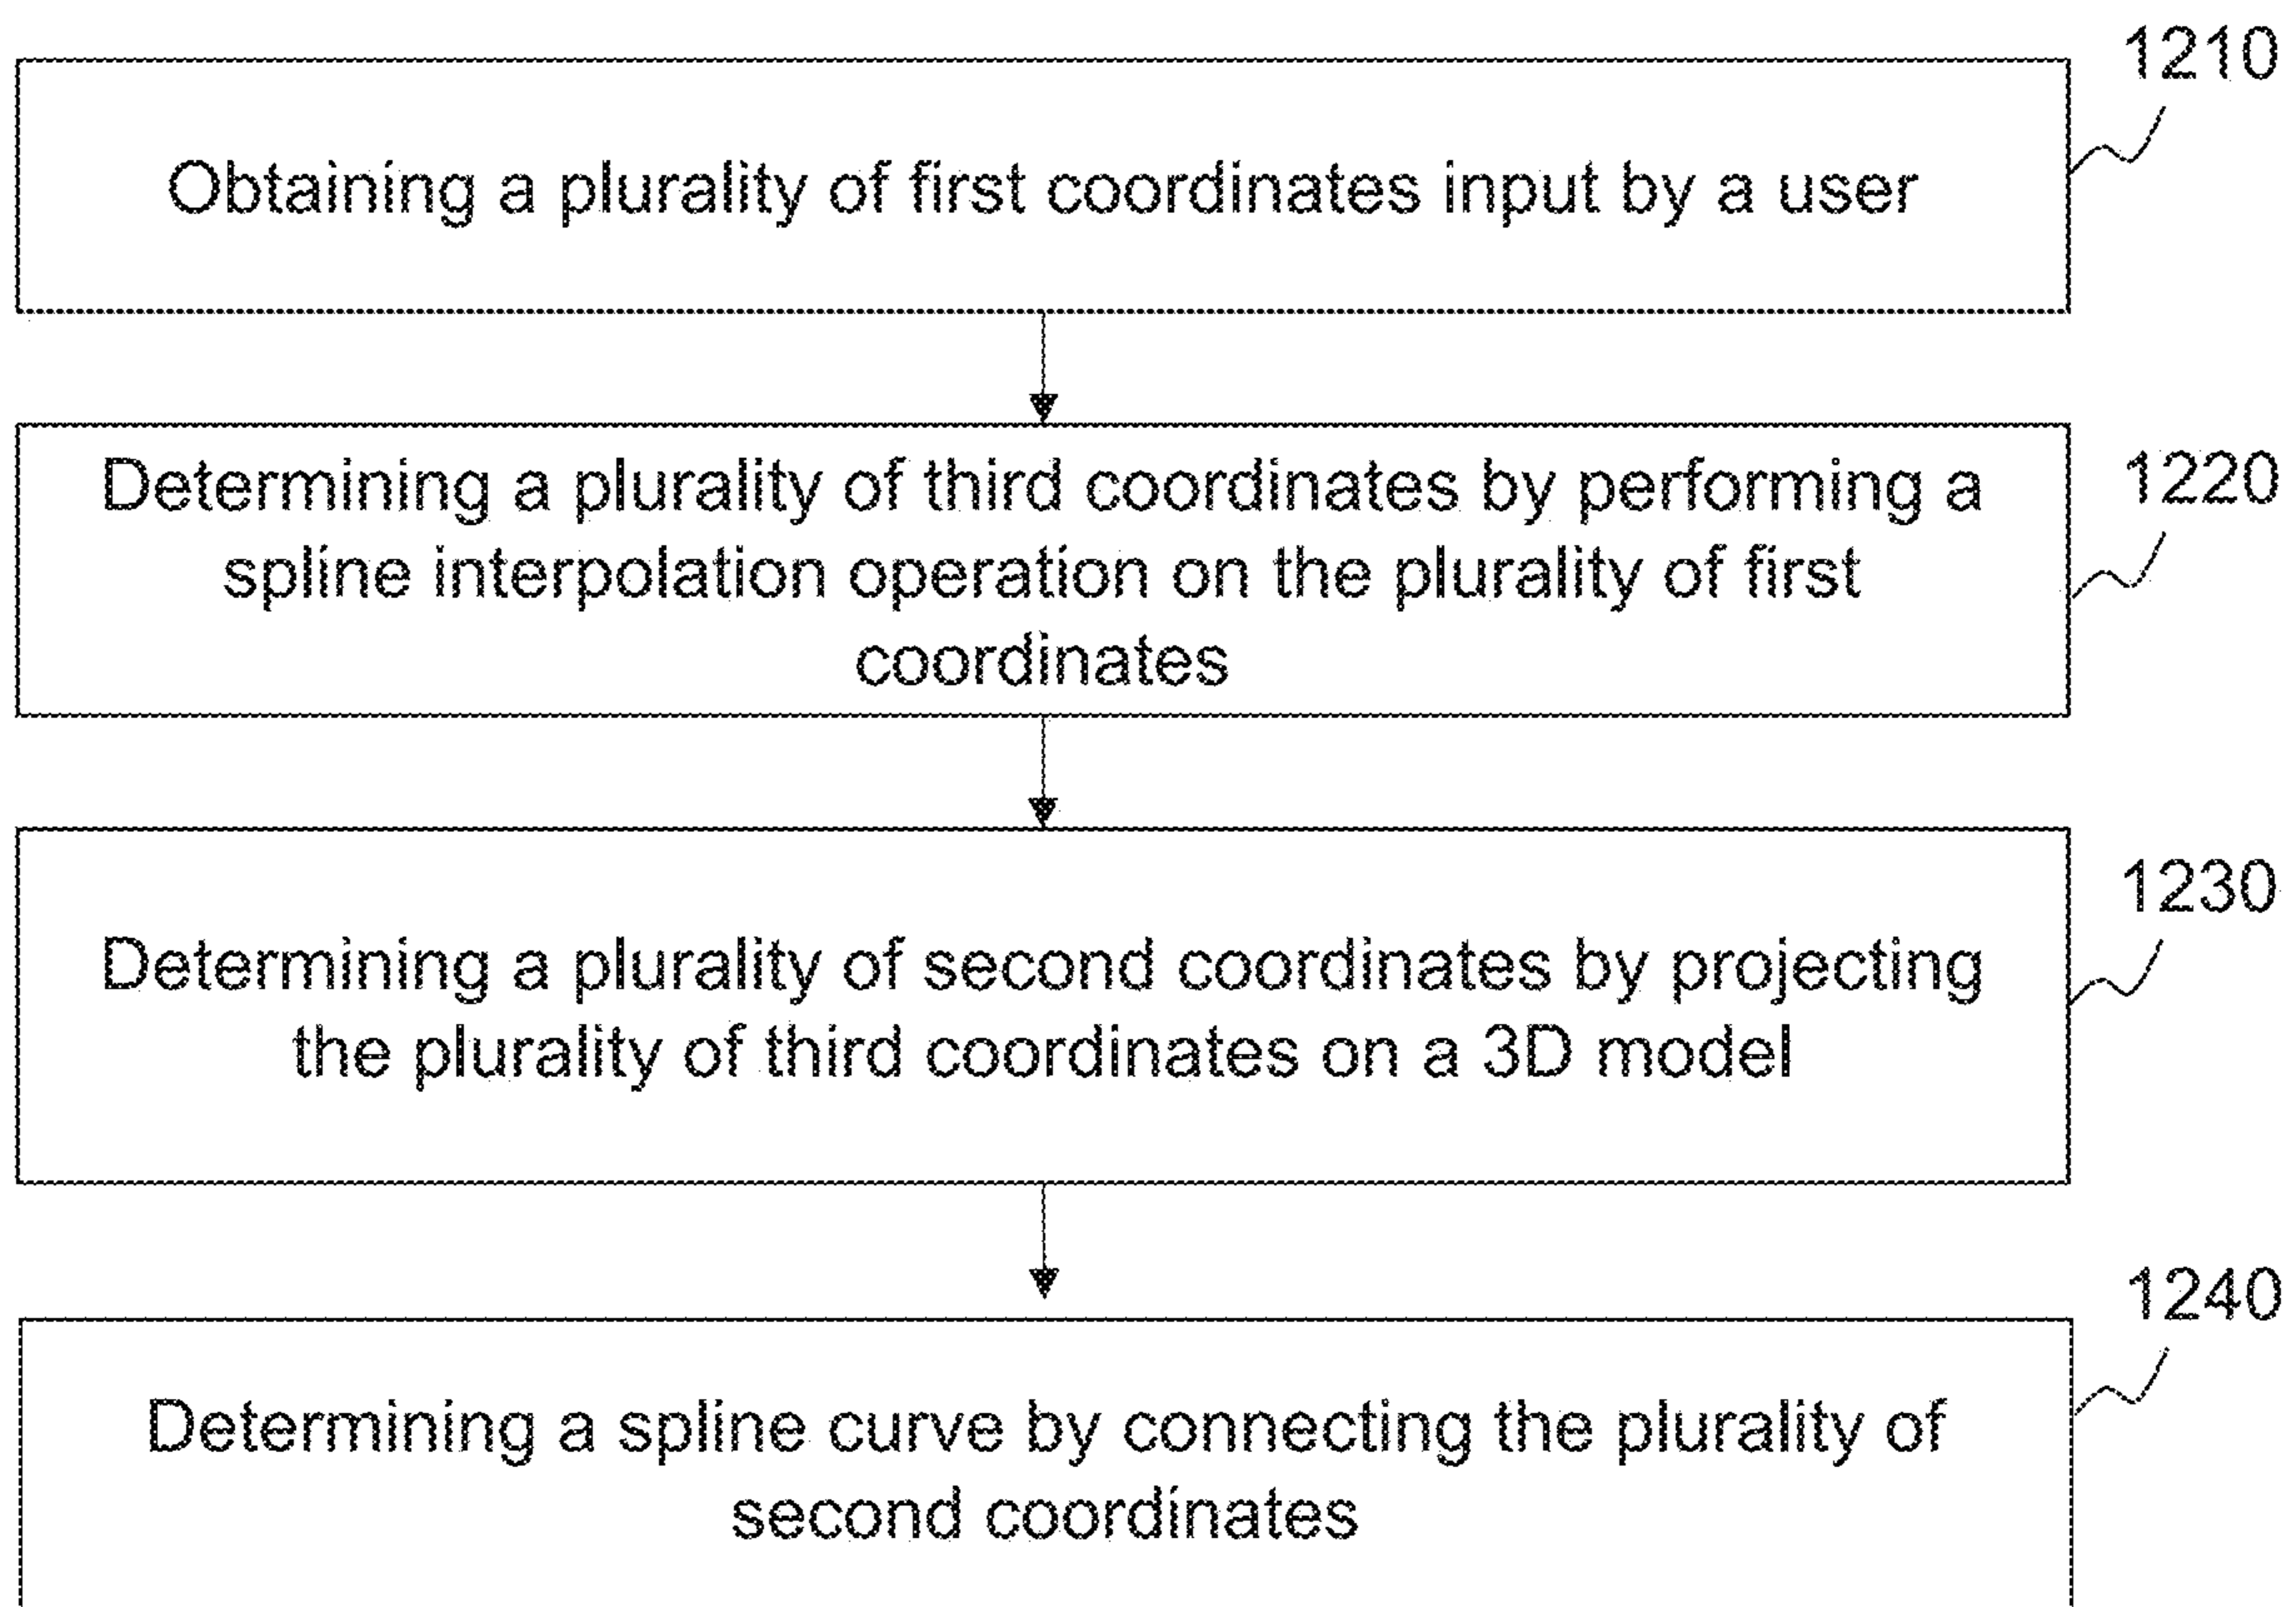 1210
Obtaining a plurality of first coordinates input by a user
Determining a plurality of third coordinates by performing a
spline interpolation operation on the plurality of first
coordinates
1220
Determining a plurality of second coordinates by projecting
the plurality of third coordinates on a 3D model
1230
Determining a spline curve by connecting the plurality of
second coordinates
1240